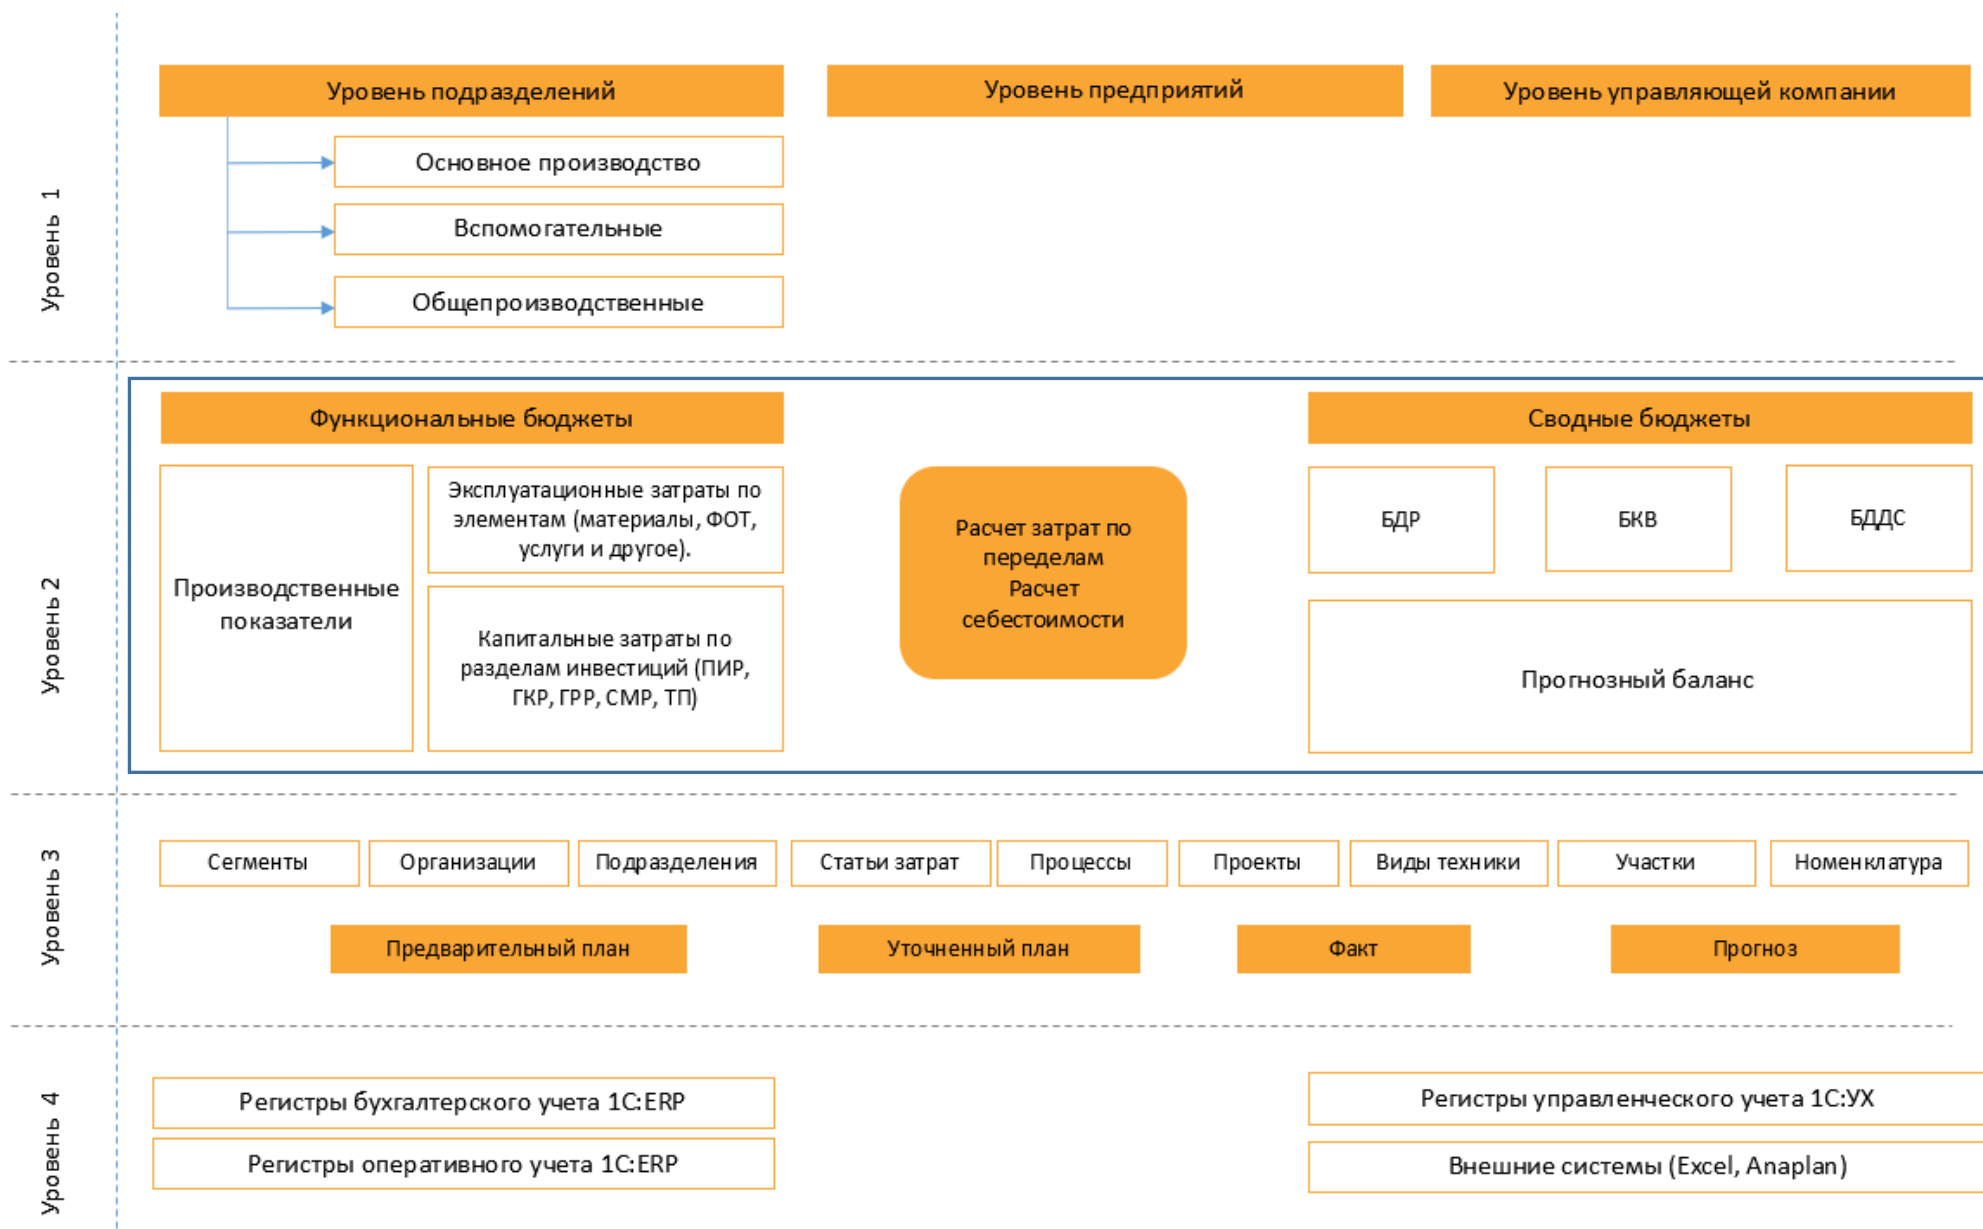 Уровень 1
Уровень подразделений
Уровень предприятий
Уровень управляющей компании
Основное производство
Вспомогательные
Общепроизводственные
Уровень 2
Функциональные бюджеты
Сводные бюджеты
Производственные
показатели
Эксплуатационные затраты по
элементам (материалы, ФОТ,
услуги и другое).
Капитальные затраты по
разделам инвестиций (ПИР,
ГКР, ГРР, СМР, ТП)
Расчет затрат по
переделам
Расчет
себестоимости
БДР
БКВ
БДДС
Прогнозный баланс
Уровень 3
Сегменты
Организации
Подразделения
Статьи затрат
Процессы
Проекты
Виды техники
Участки
Номенклатура
Предварительный план
Уточненный план
Факт
Прогноз
Уровень 4
Регистры бухгалтерского учета 1С:ERP
Регистры оперативного учета 1С:ERP
Регистры управленческого учета 1С:УХ
Внешние системы (Excel, Anaplan)